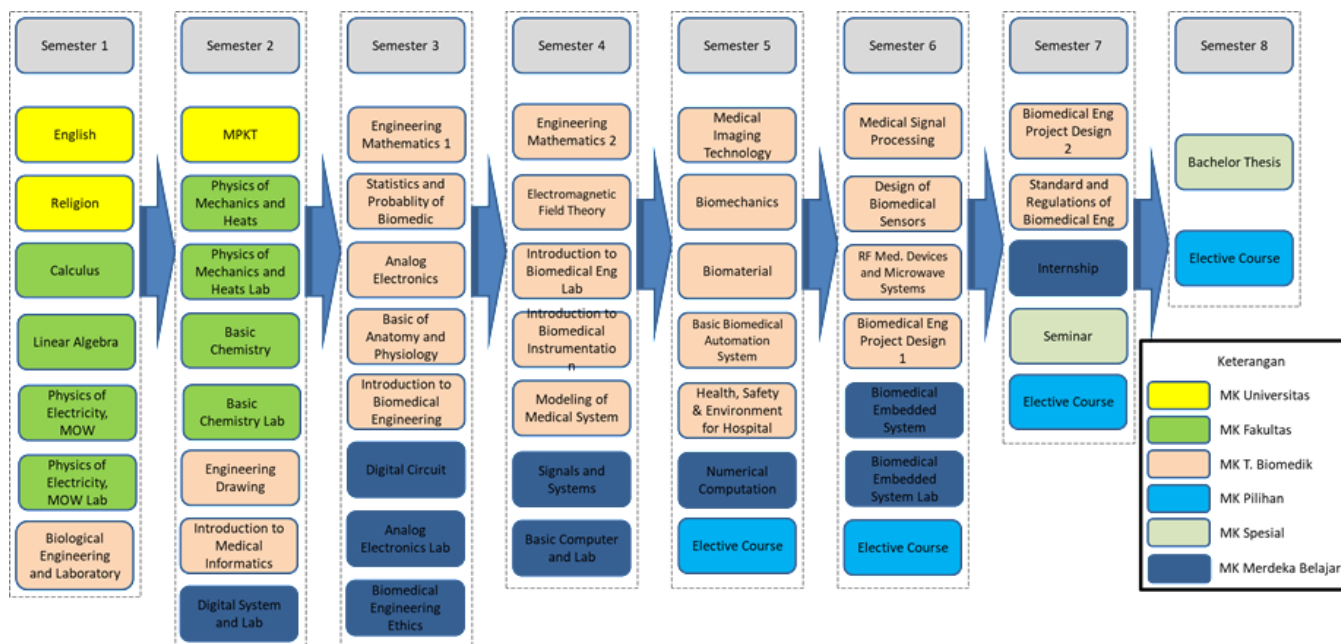 Semester 1
English
Religion
Calculus
Linear Algebra
Physics of
Electricity,
MOW
Physics of
Electricity,
MOW Lab
Biological
Engineering
and Laboratory
Semester 2
MPKT
Physics of
Mechanics and
Heats
Physics of
Mechanics and
Heats Lab
Basic
Chemistry
Basic
Chemistry Lab
Engineering
Drawing
Introduction to
Medical
Informatics
Digital System
and Lab
Semester 3
Engineering
Mathematics 1
Statistics and
Probablity of
Biomedic
Analog
Electronics
Basic of
Anatomy and
Physiology
Introduction to
Biomedical
Engineering
Digital Circuit
Analog
Electronics Lab
Biomedical
Engineering
Ethics
Semester 4
Engineering
Mathematics 2
Electromagnetic
Field Theory
Introduction to
Biomedical Eng
Lab
Introduction to
Biomedical
Instrumentatio
n
Modeling of
Medical System
Signals and
Systems
Basic Computer
and Lab
Semester 5
Medical
Imaging
Technology
Biomechanics
Biomaterial
Basic Biomedical
Automation
System
Health, Safety
& Environment
for Hospital
Numerical
Computation
Elective Course
Semester 6
Medical Signal
Processing
Design of
Biomedical
Sensors
RF Med. Devices
and Microwave
Systems
Biomedical Eng
Project Design
1
Biomedical
Embedded
System
Biomedical
Embedded
System Lab
Elective Course
Semester 7
Biomedical Eng
Project Design
2
Standard and
Regulations of
Biomedical Eng
Internship
Seminar
Elective Course
Semester 8
Bachelor Thesis
Elective Course
Keterangan
MK Universitas
MK Fakultas
MK T. Biomedik
MK Pilihan
MK Spesial
MK Merdeka Belajar